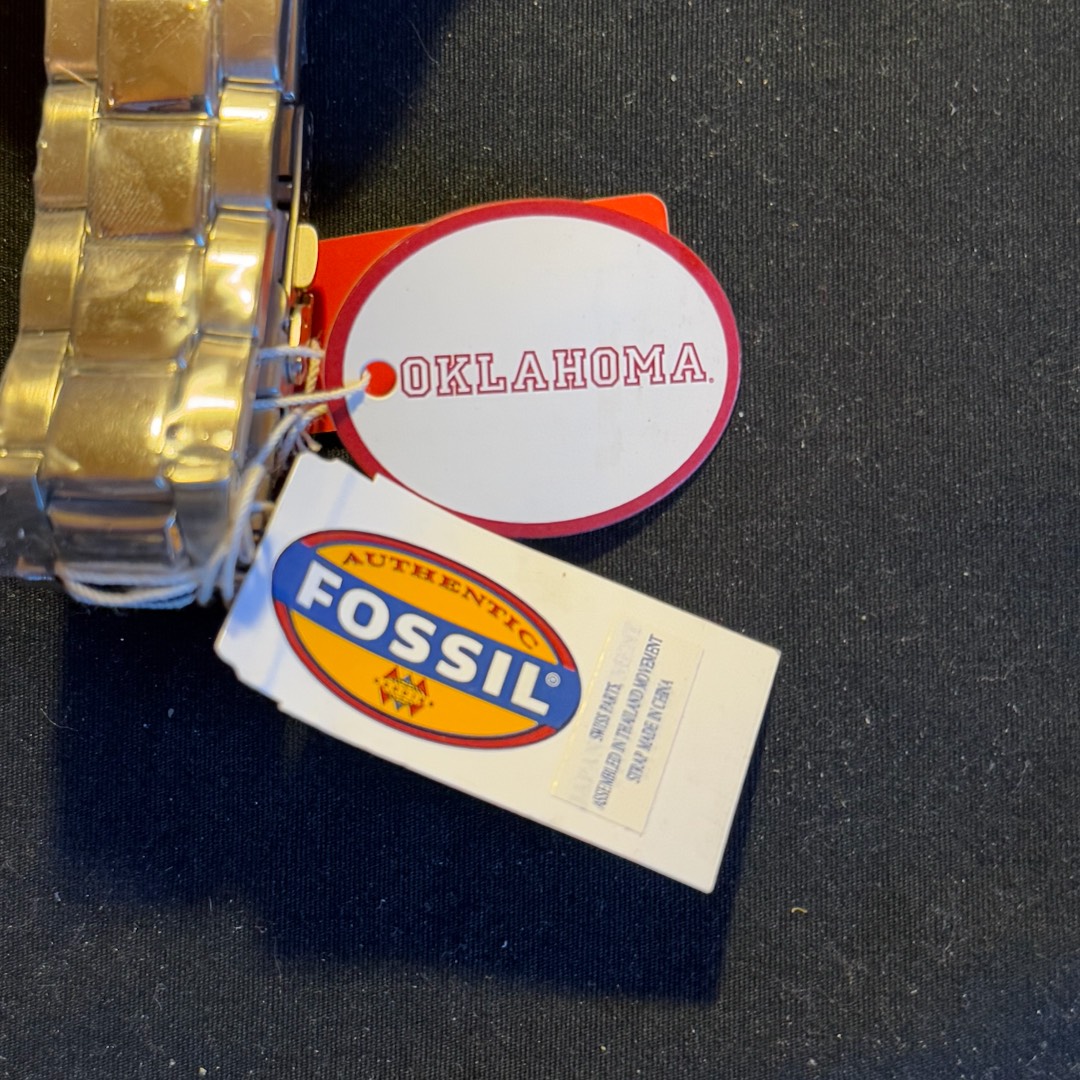 OKLAHOMA.
AUTHENTIC
FOSSIL®
SWISS PARTS,
ASSEMBLED IN THAILAND MOVEMENT
STRAP MADE IN CHINA